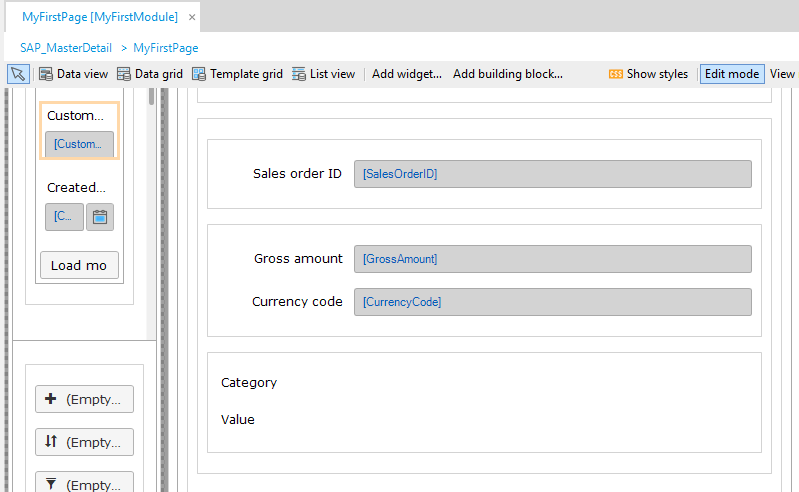 MyFirstPage [MyFirstModule] ×
SAP_MasterDetail > MyFirstPage
Data view Data grid Template grid List view Add widget... Add building block... Show styles Edit mode View
Custom...
[Custom...
Created...
[C...
Load mo
(Empty...
(Empty...
(Empty...
Sales order ID [SalesOrderID]
Gross amount [GrossAmount]
Currency code [CurrencyCode]
Category
Value